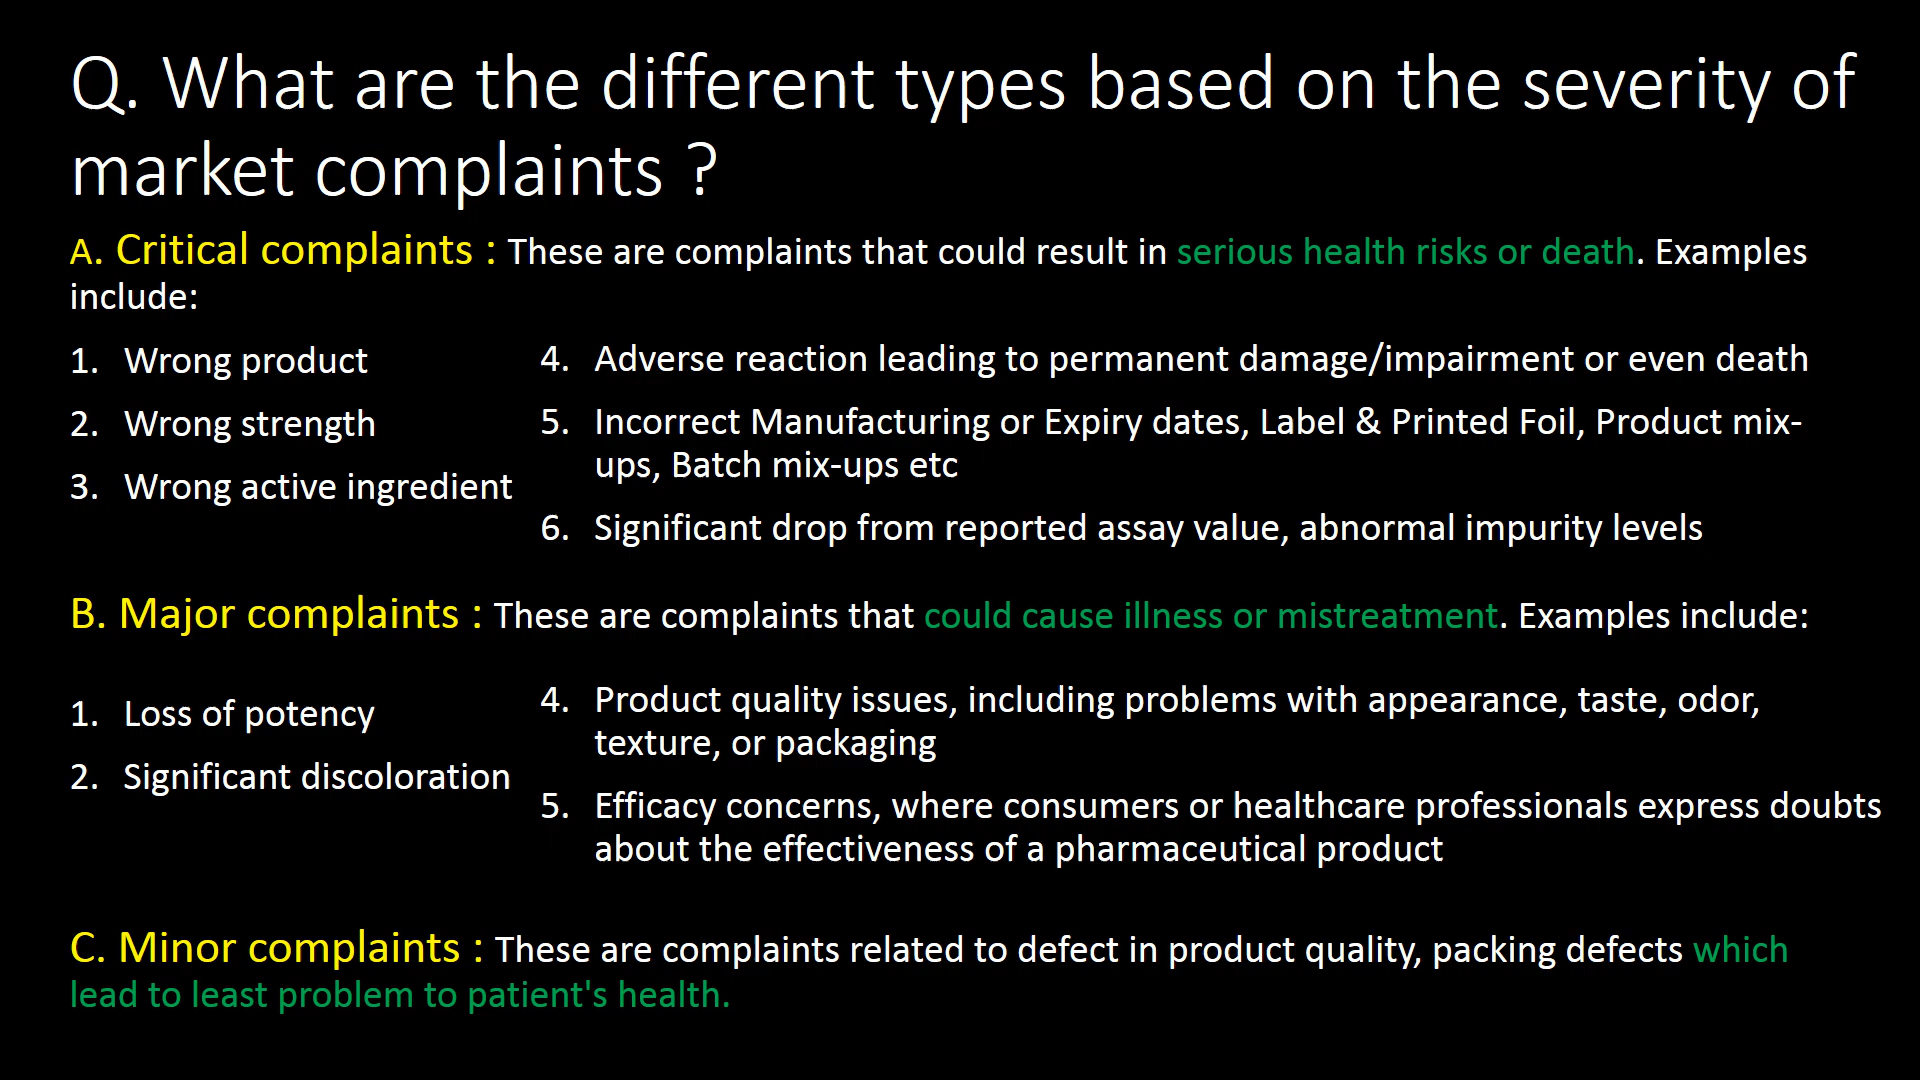 Q. What are the different types based on the severity of
market complaints ?
A. Critical complaints : These are complaints that could result in serious health risks or death. Examples
include:
1. Wrong product
2. Wrong strength
3. Wrong active ingredient
4. Adverse reaction leading to permanent damage/impairment or even death
5. Incorrect Manufacturing or Expiry dates, Label & Printed Foil, Product mix-
ups, Batch mix-ups etc
6. Significant drop from reported assay value, abnormal impurity levels
B. Major complaints : These are complaints that could cause illness or mistreatment. Examples include:
1. Loss of potency
2. Significant discoloration
4. Product quality issues, including problems with appearance, taste, odor,
texture, or packaging
5. Efficacy concerns, where consumers or healthcare professionals express doubts
about the effectiveness of a pharmaceutical product
C. Minor complaints : These are complaints related to defect in product quality, packing defects which
lead to least problem to patient's health.